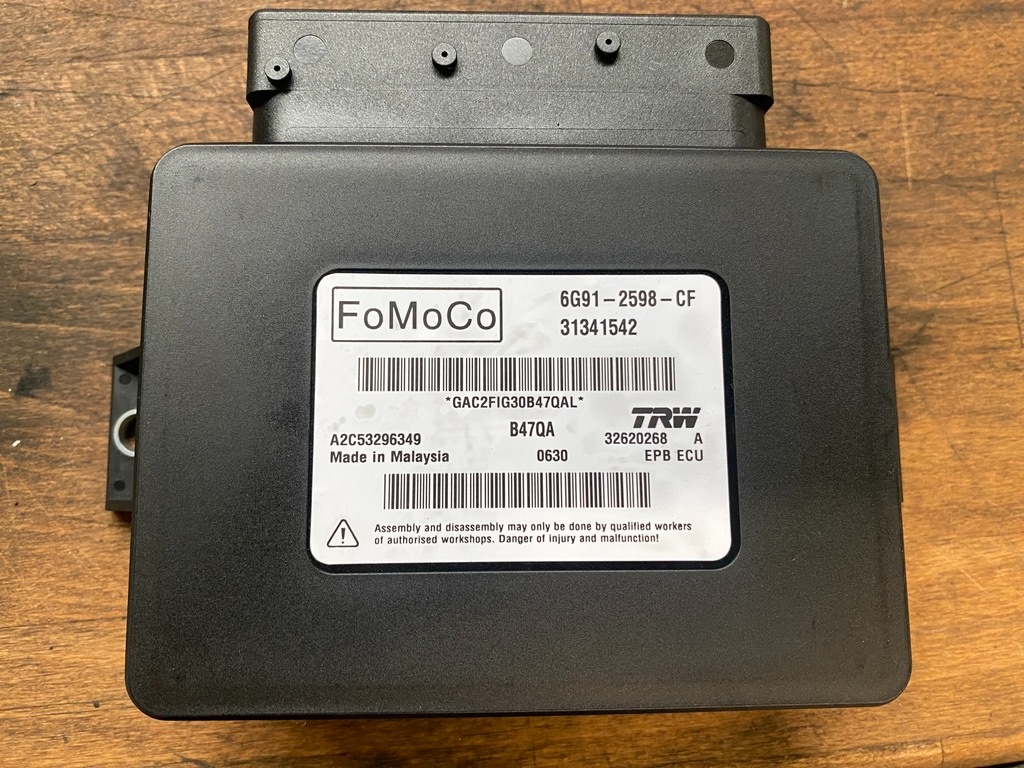 FoMoCo
6G91-2598-CF
31341542
*GAC2FIG30B47QAL*
B47QA
TRW
A2C53296349
32620268 A
Made in Malaysia 0630 EPB ECU
Assembly and disassembly may only be done by qualified workers
of authorised workshops. Danger of injury and malfunction!